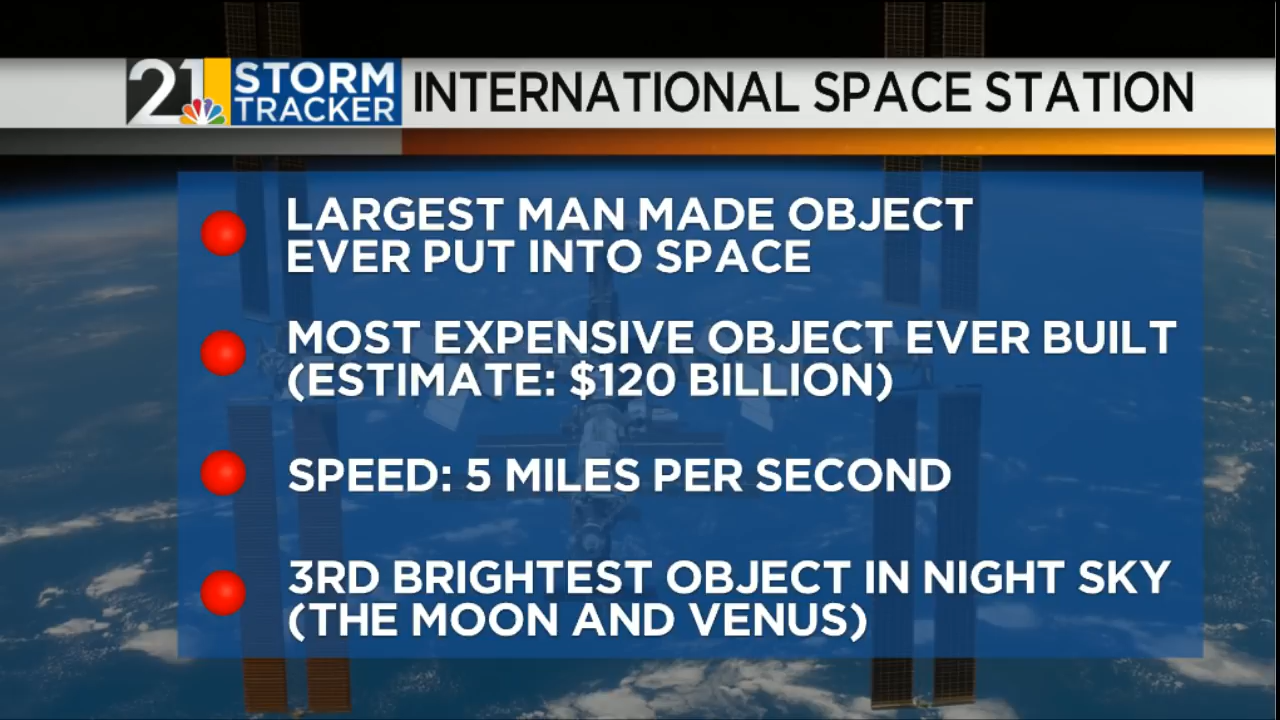 21 STORM TRACKER
INTERNATIONAL SPACE STATION
LARGEST MAN MADE OBJECT
EVER PUT INTO SPACE
MOST EXPENSIVE OBJECT EVER BUILT
(ESTIMATE: $120 BILLION)
SPEED: 5 MILES PER SECOND
3RD BRIGHTEST OBJECT IN NIGHT SKY
(THE MOON AND VENUS)